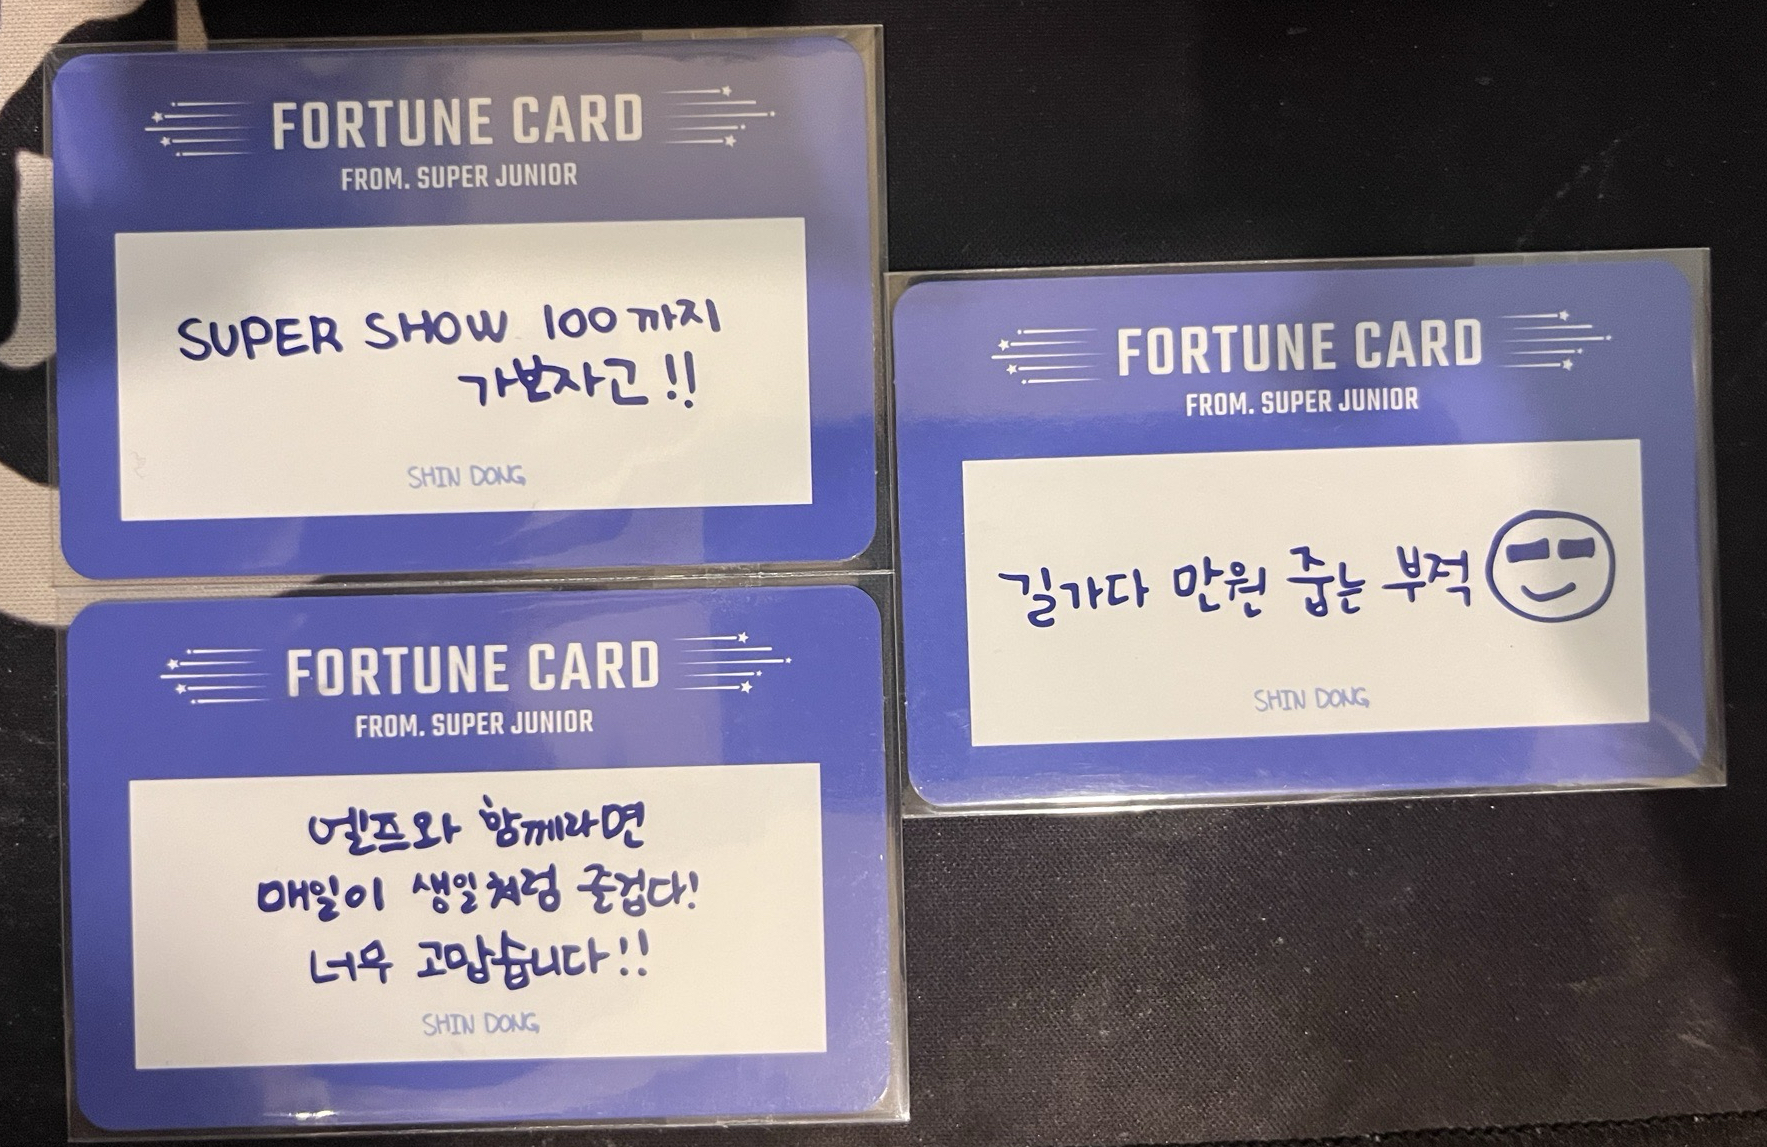 FORTUNE CARD
FROM. SUPER JUNIOR
SUPER SHOW 100까지
가보자고!!
SHIN DONG
FORTUNE CARD
FROM. SUPER JUNIOR
길가다 만원 줍는 부적
SHIN DONG
FORTUNE CARD
FROM. SUPER JUNIOR
엘프와 함께라면
매일이 생일처럼 즐겁다!
너무 고맙습니다!!
SHIN DONG